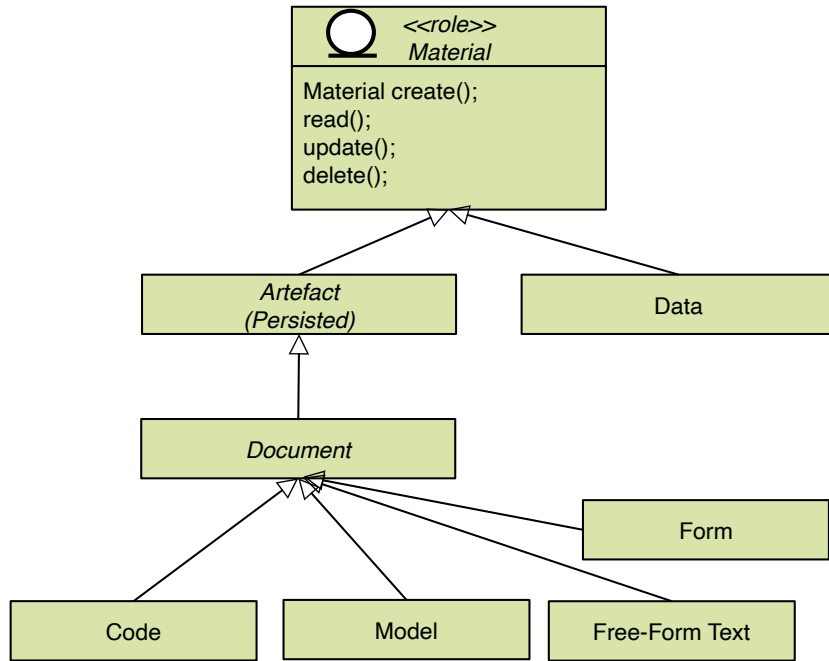 <<role>>
Material
Material create();
read();
update();
delete();
Artefact
(Persisted)
Data
Document
Form
Code
Model
Free-Form Text